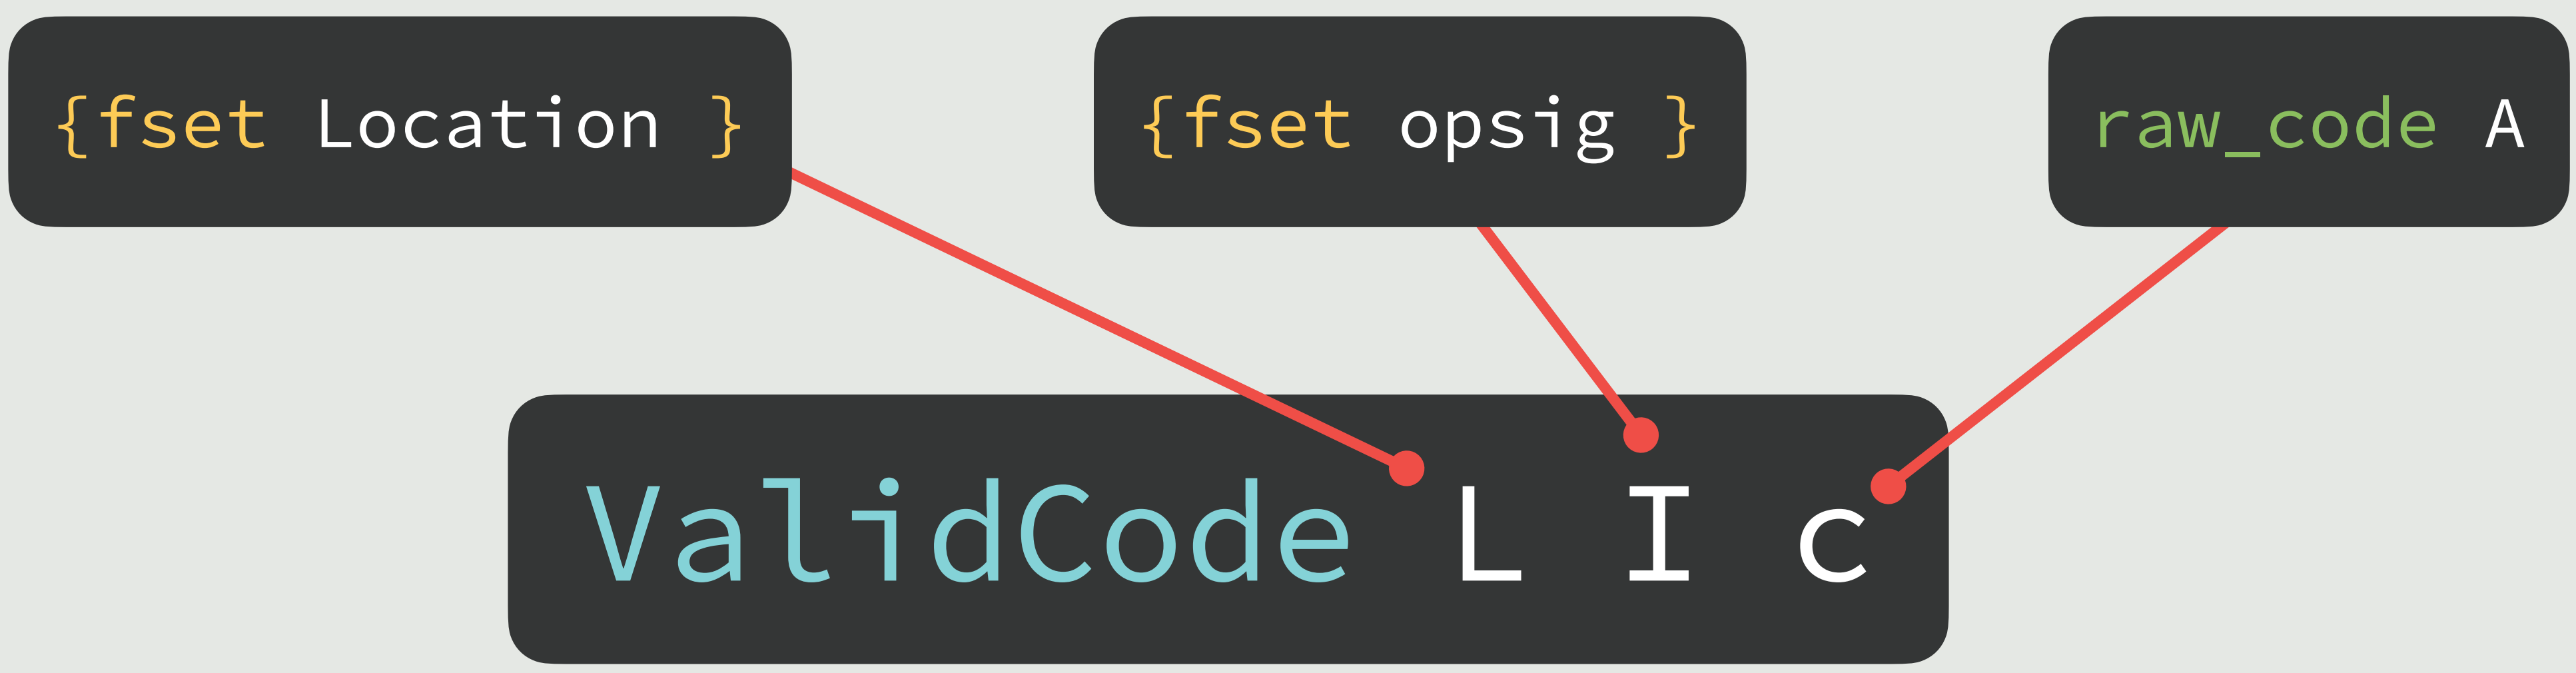 {fset Location }
{fset opsig }
raw_code A
ValidCode L I c